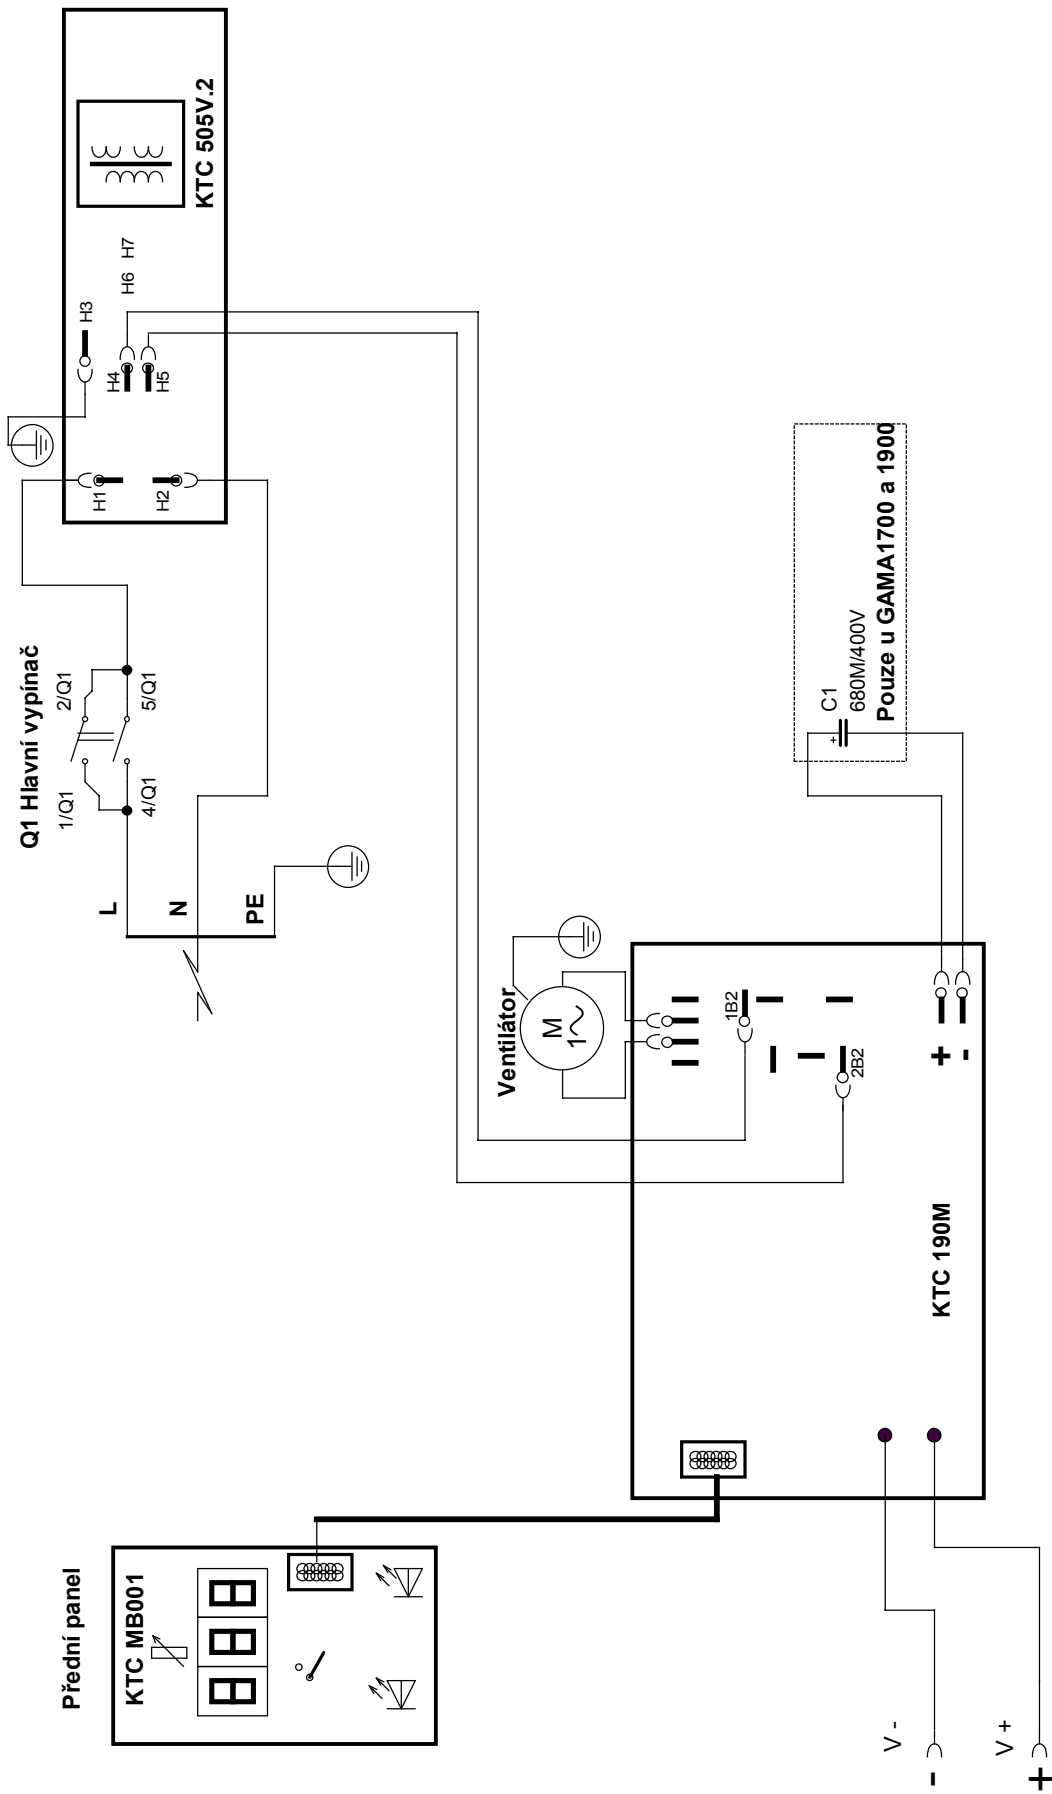 Přední panel
KTC MB001
V -
-
V +
+
KTC 190M
Ventilátor
M
1
1B2
2B2
+
-
L
N
PE
Q1 Hlavní vypínač
1/Q1
2/Q1
4/Q1
5/Q1
H1
H2
H3
H4
H5
H6 H7
KTC 505V.2
+
C1
680M/400V
Pouze u GAMA1700 a 1900